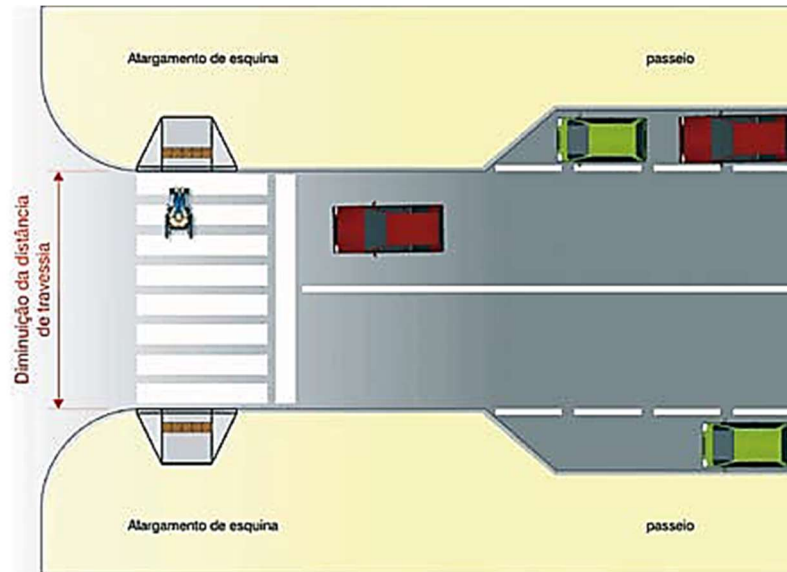 Alargamento de esquina
passeio
Diminuição da distância
de travessia
Alargamento de esquina
passeio